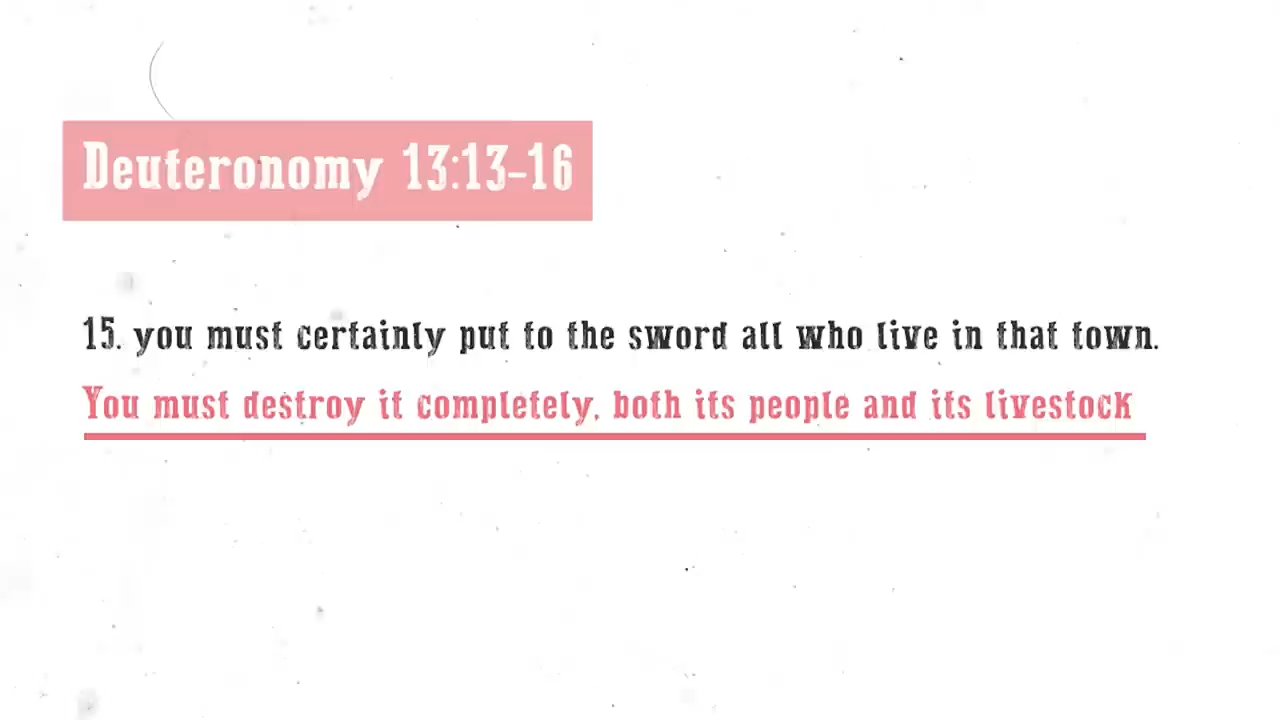 Deuteronomy 13:13-16
15. you must certainly put to the sword all who live in that town.
You must destroy it completely, both its people and its livestock